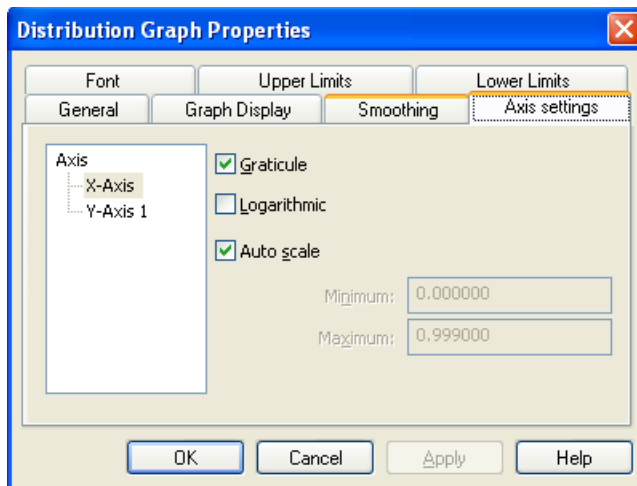 Distribution Graph Properties
Font Upper Limits Lower Limits
General Graph Display Smoothing Axis settings
Axis
X-Axis
Y-Axis 1
Graticule
Logarithmic
Auto scale
Minimum: 0.000000
Maximum: 0.999000
OK Cancel Apply Help